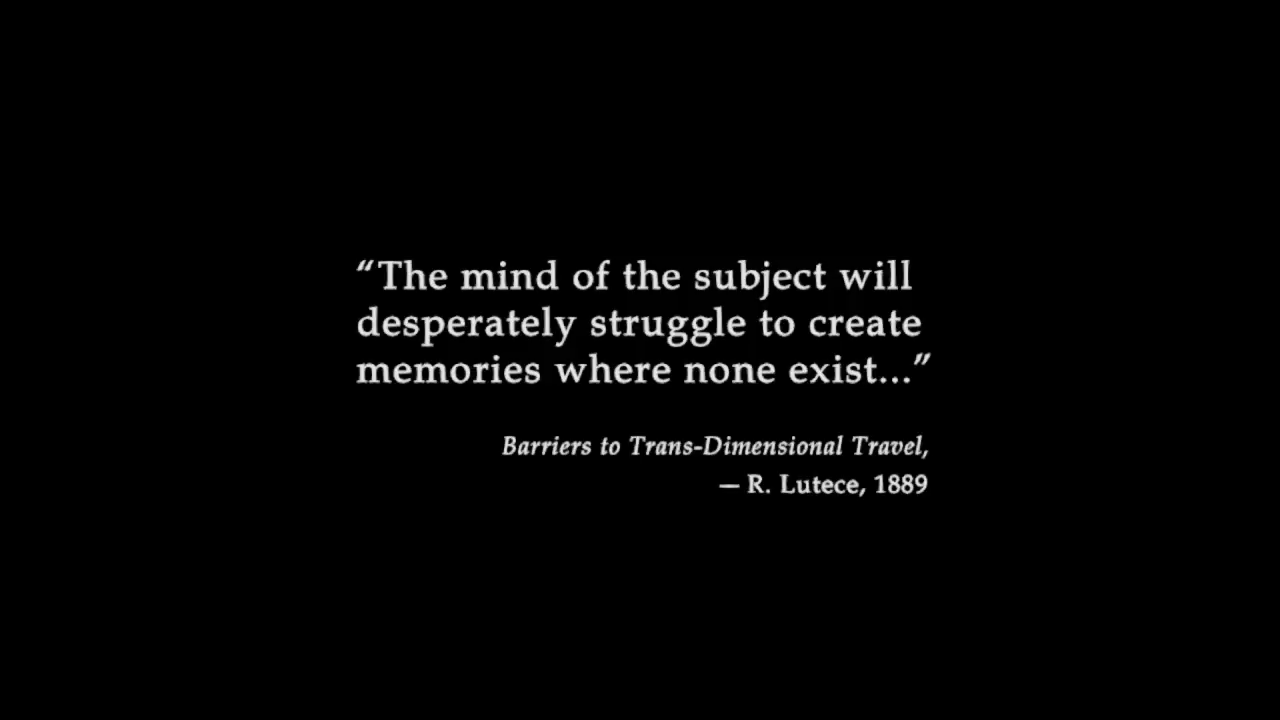 “The mind of the subject will
desperately struggle to create
memories where none exist...”
Barriers to Trans-Dimensional Travel,
— R. Lutece, 1889